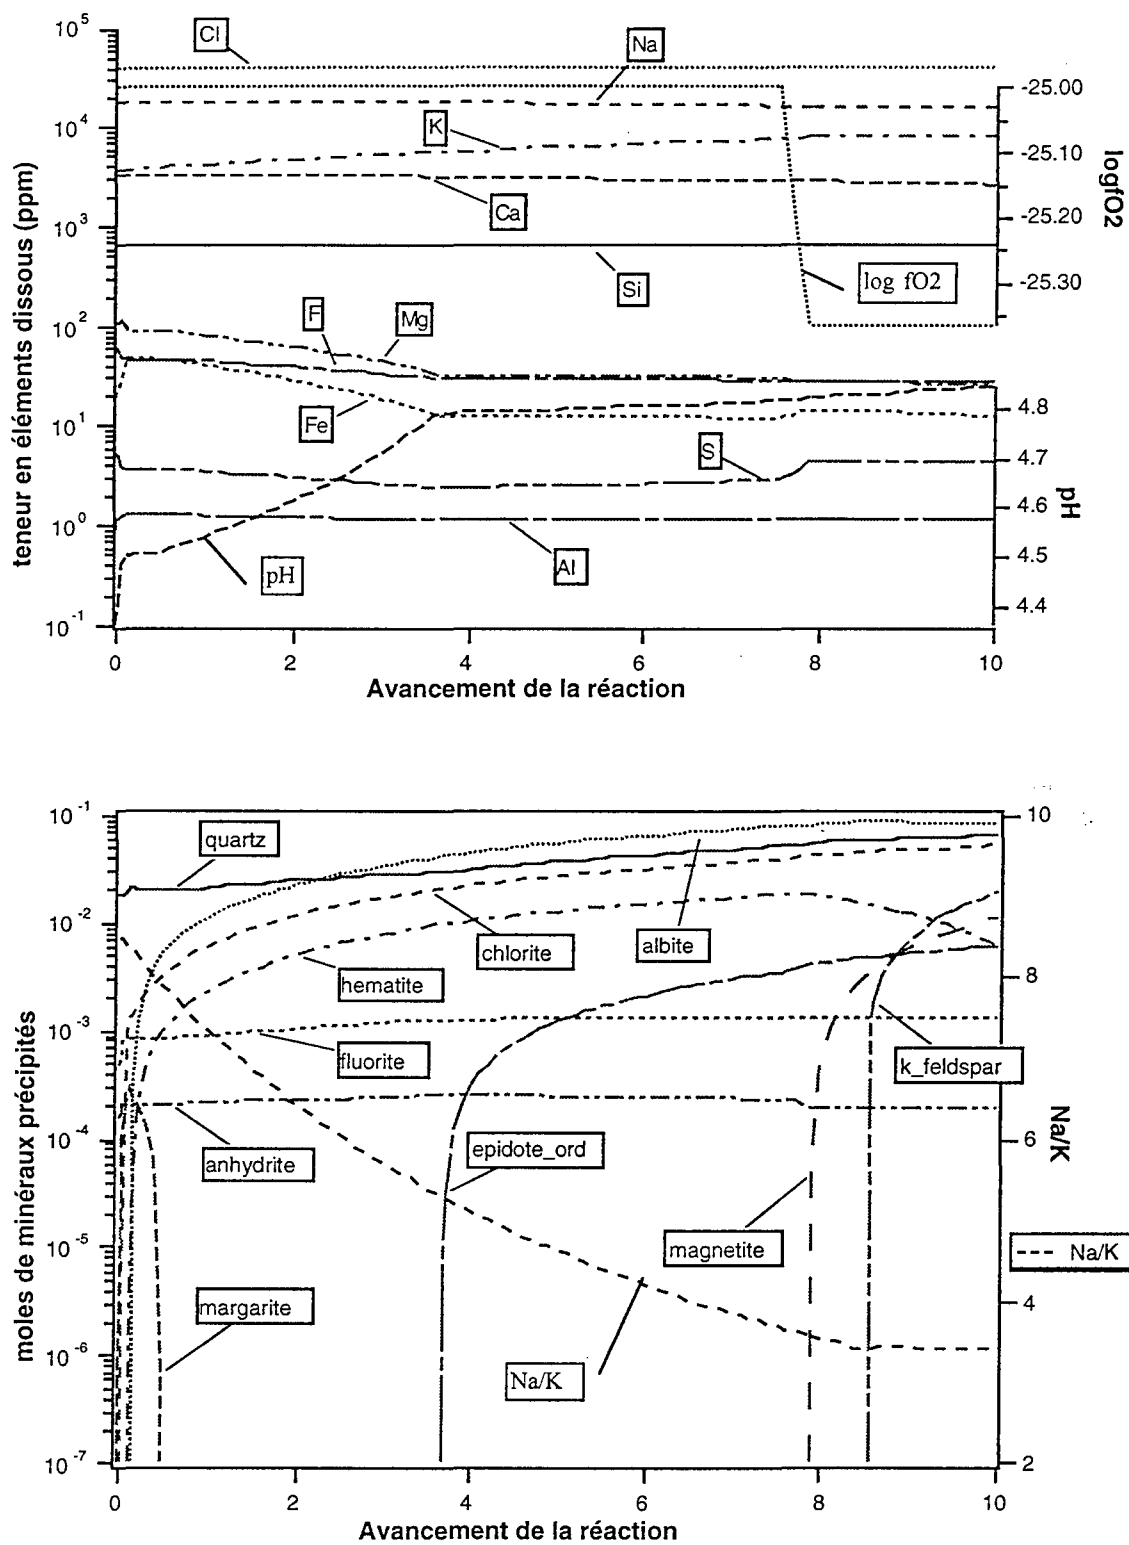 10^5
Cl
Na
-25.00
10^4
K
-25.10
Ca
-25.20
10^3
Si
log fO2
-25.30
logfO2
teneur en éléments dissous (ppm)
10^2
F
Mg
10^1
Fe
S
4.8
4.7
10^0
4.6
pH
pH
Al
4.5
4.4
10^-1
0 2 4 6 8 10
Avancement de la réaction
10^-1
10
quartz
10^-2
chlorite
albite
hematite
8
10^-3
fluorite
k_feldspar
moles de minéraux précipités
10^-4
anhydrite
epidote_ord
6
Na/K
10^-5
magnetite
Na/K
margarite
4
10^-6
Na/K
10^-7
2
0 2 4 6 8 10
Avancement de la réaction